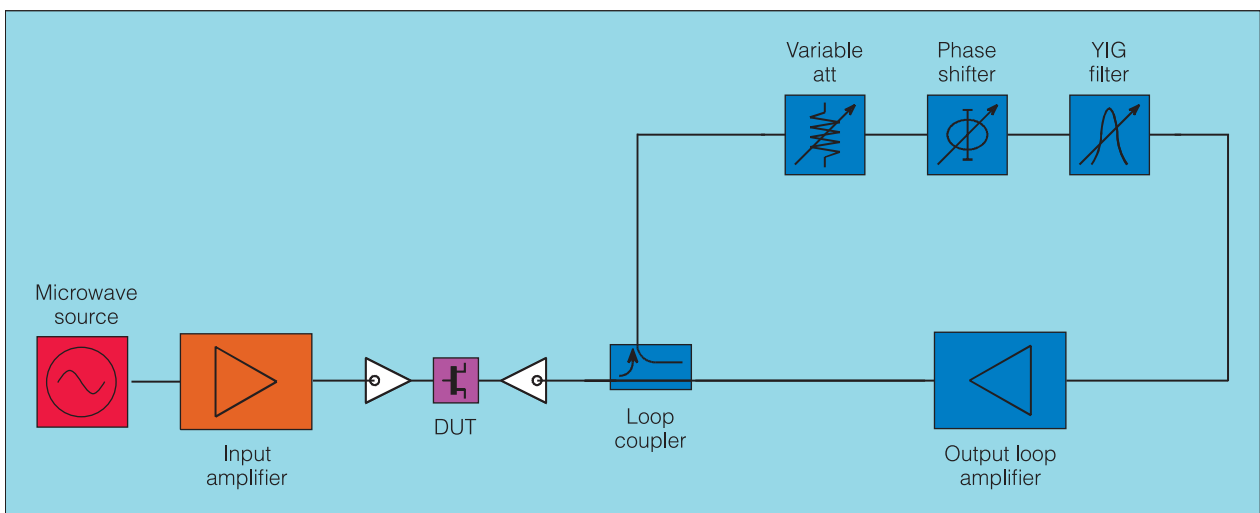 Variable
att
Phase
shifter
YIG
filter
Microwave
source
Input
amplifier
DUT
Loop
coupler
Output loop
amplifier